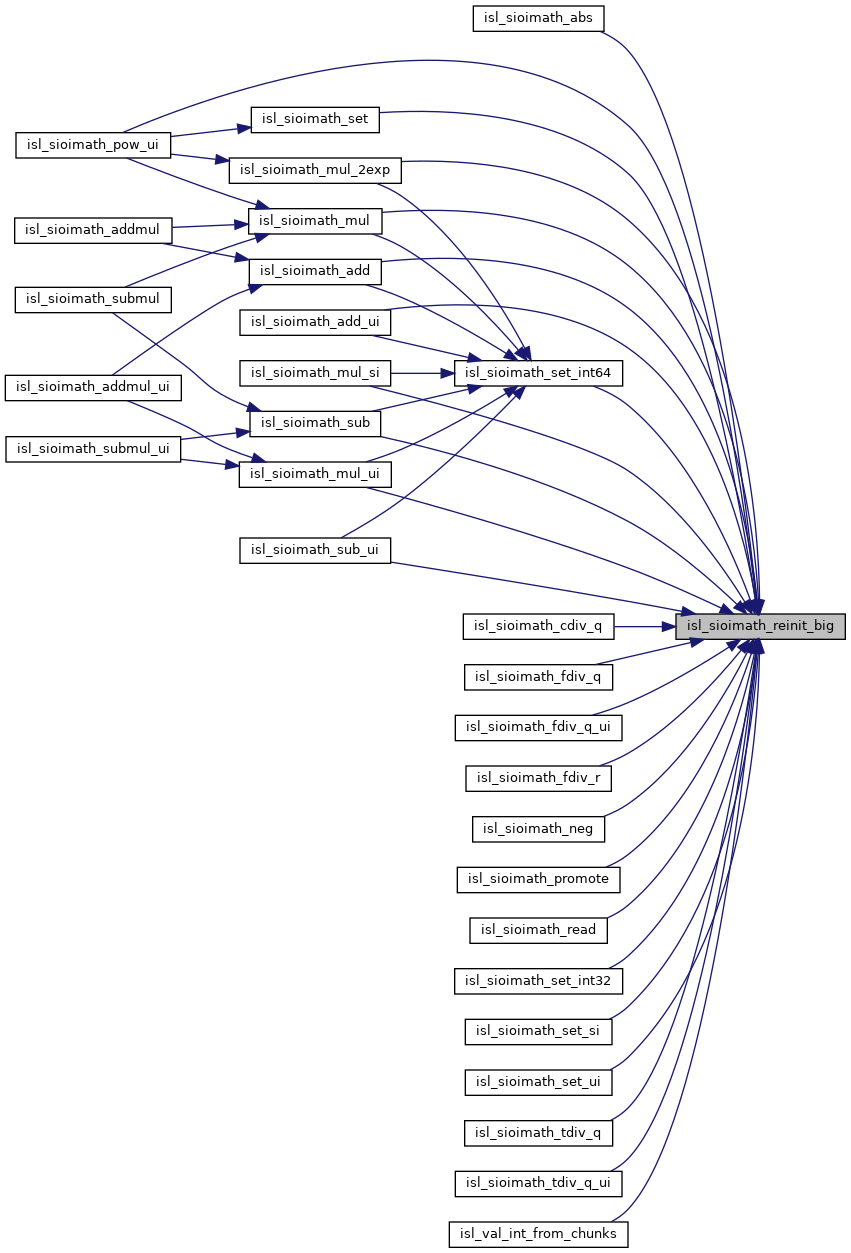 isl_sioimath_abs
isl_sioimath_set
isl_sioimath_pow_ui
isl_sioimath_mul_2exp
isl_sioimath_mul
isl_sioimath_addmul
isl_sioimath_add
isl_sioimath_submul
isl_sioimath_add_ui
isl_sioimath_mul_si
isl_sioimath_set_int64
isl_sioimath_addmul_ui
isl_sioimath_sub
isl_sioimath_submul_ui
isl_sioimath_mul_ui
isl_sioimath_sub_ui
isl_sioimath_cdiv_q
isl_sioimath_reinit_big
isl_sioimath_fdiv_q
isl_sioimath_fdiv_q_ui
isl_sioimath_fdiv_r
isl_sioimath_neg
isl_sioimath_promote
isl_sioimath_read
isl_sioimath_set_int32
isl_sioimath_set_si
isl_sioimath_set_ui
isl_sioimath_tdiv_q
isl_sioimath_tdiv_q_ui
isl_val_int_from_chunks